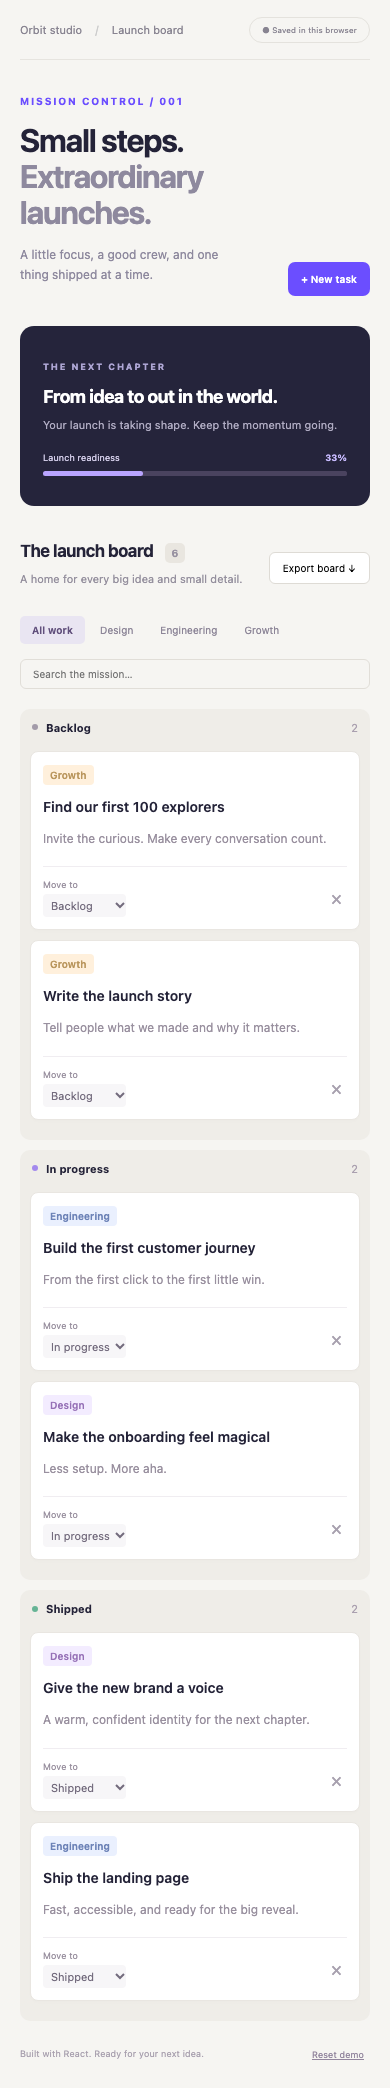 Orbit studio / Launch board
Saved in this browser
MISSION CONTROL / 001
Small steps.
Extraordinary
launches.
A little focus, a good crew, and one
thing shipped at a time.
+ New task
THE NEXT CHAPTER
From idea to out in the world.
Your launch is taking shape. Keep the momentum going.
Launch readiness 33%
The launch board 6
A home for every big idea and small detail.
Export board ↓
All work Design Engineering Growth
Search the mission...
Backlog 2
Growth
Find our first 100 explorers
Invite the curious. Make every conversation count.
Move to
Backlog ×
Growth
Write the launch story
Tell people what we made and why it matters.
Move to
Backlog ×
In progress 2
Engineering
Build the first customer journey
From the first click to the first little win.
Move to
In progress ×
Design
Make the onboarding feel magical
Less setup. More aha.
Move to
In progress ×
Shipped 2
Design
Give the new brand a voice
A warm, confident identity for the next chapter.
Move to
Shipped ×
Engineering
Ship the landing page
Fast, accessible, and ready for the big reveal.
Move to
Shipped ×
Built with React. Ready for your next idea.
Reset demo